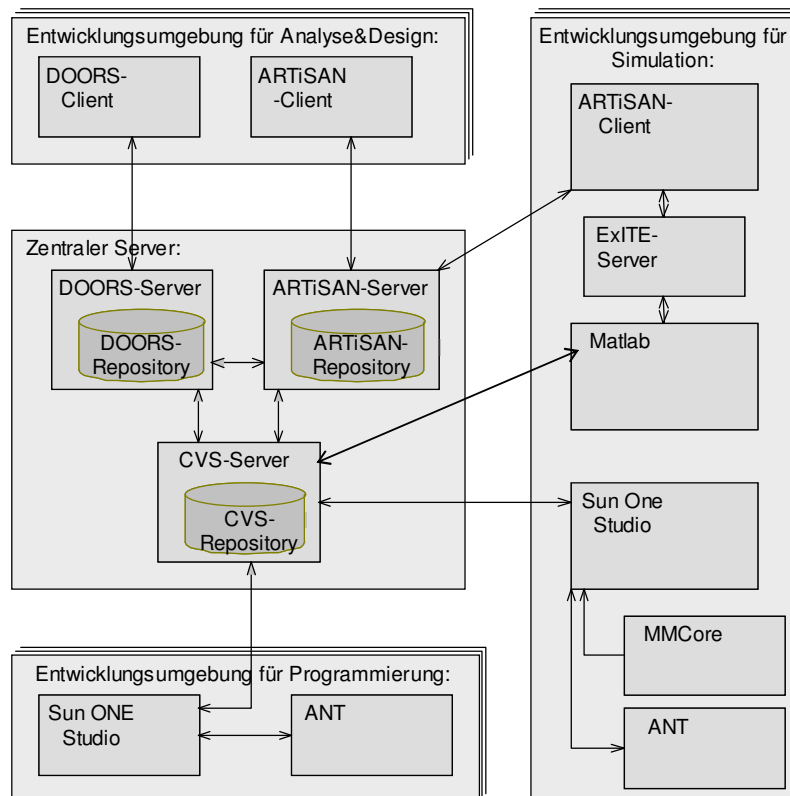 Entwicklungsumgebung für Analyse&Design:
DOORS-
Client
ARTiSAN
-Client
Zentraler Server:
DOORS-Server
DOORS-
Repository
ARTiSAN-Server
ARTiSAN-
Repository
CVS-Server
CVS-
Repository
Entwicklungsumgebung für Programmierung:
Sun ONE
Studio
ANT
Entwicklungsumgebung für
Simulation:
ARTiSAN-
Client
ExITE-
Server
Matlab
Sun One
Studio
MMCore
ANT